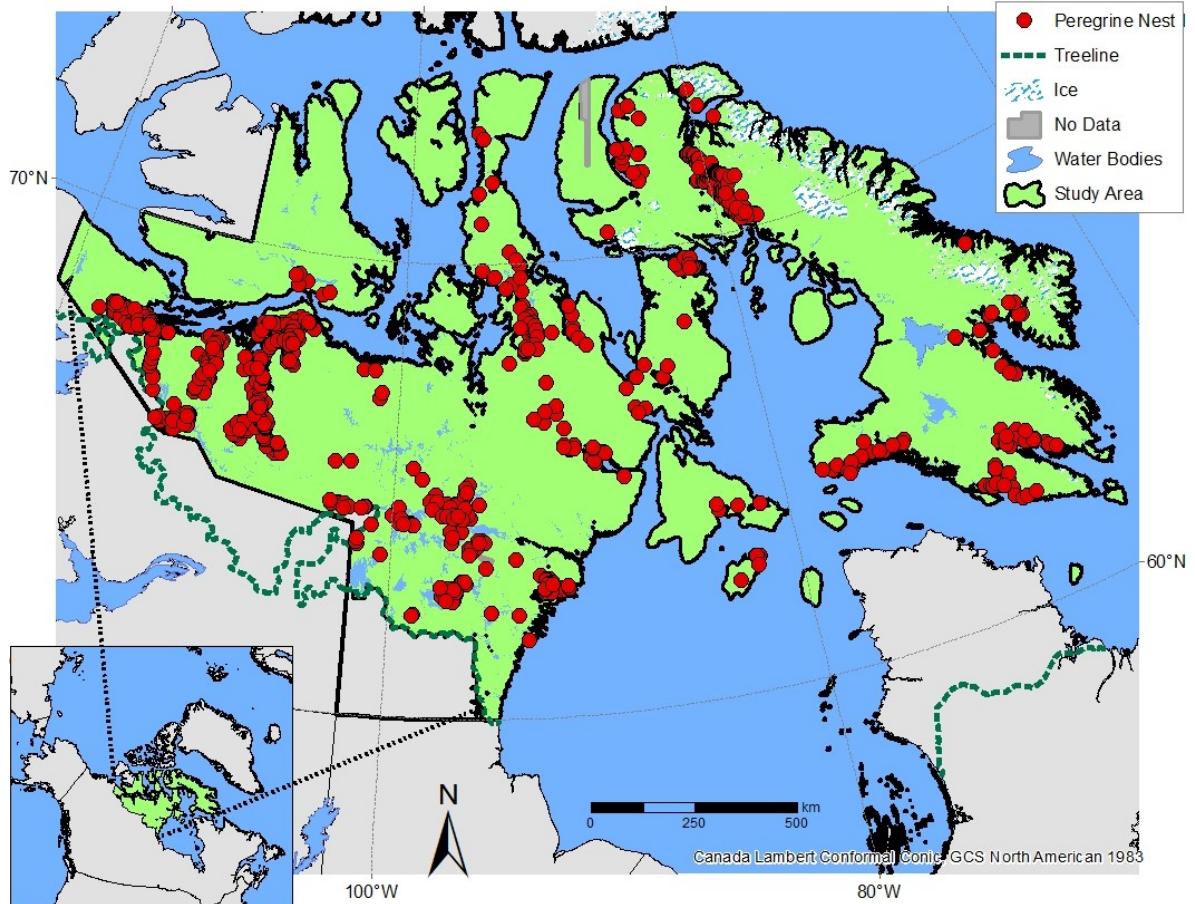 Peregrine Nest
Treeline
Ice
No Data
Water Bodies
Study Area
70°N
60°N
N
km
0 250 500
Canada Lambert Conformal Conic GCS North American 1983
100°W 80°W